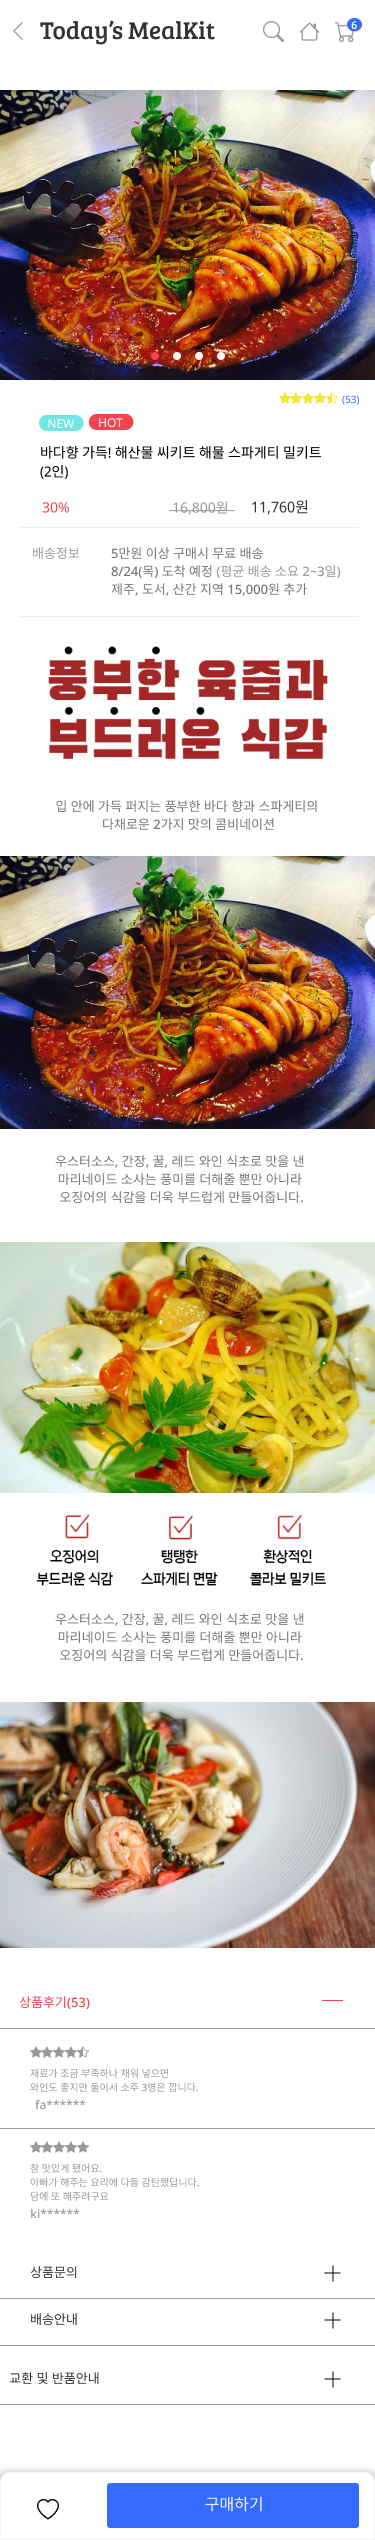 Today's MealKit
6
(53)
NEW HOT
바다향 가득! 해산물 씨키트 해물 스파게티 밀키트
(2인)
30% 16,800원 11,760원
배송정보 5만원 이상 구매시 무료 배송
8/24(목) 도착 예정 (평균 배송 소요 2~3일)
제주, 도서, 산간 지역 15,000원 추가
풍부한 육즙과
부드러운 식감
입 안에 가득 퍼지는 풍부한 바다 향과 스파게티의
다채로운 2가지 맛의 콤비네이션
우스터소스, 간장, 꿀, 레드 와인 식초로 맛을 낸
마리네이드 소사는 풍미를 더해줄 뿐만 아니라
오징어의 식감을 더욱 부드럽게 만들어줍니다.
오징어의 탱탱한 환상적인
부드러운 식감 스파게티 면말 콜라보 밀키트
우스터소스, 간장, 꿀, 레드 와인 식초로 맛을 낸
마리네이드 소사는 풍미를 더해줄 뿐만 아니라
오징어의 식감을 더욱 부드럽게 만들어줍니다.
상품후기(53)
재료가 조금 부족하나 채워 넣으면
와인도 좋지만 둘이서 소주 3병은 깝니다.
fa******
참 맛있게 됐어요.
아빠가 해주는 요리에 다들 감탄했답니다.
담에 또 해주려구요
ki******
상품문의
배송안내
교환 및 반품안내
구매하기